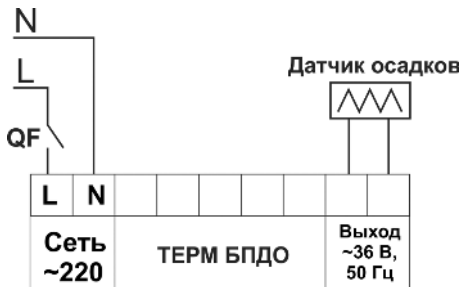 N
L
Датчик осадков
QF
L N
Сеть
~220
ТЕРМ БПДО
Выход
~36 В,
50 Гц